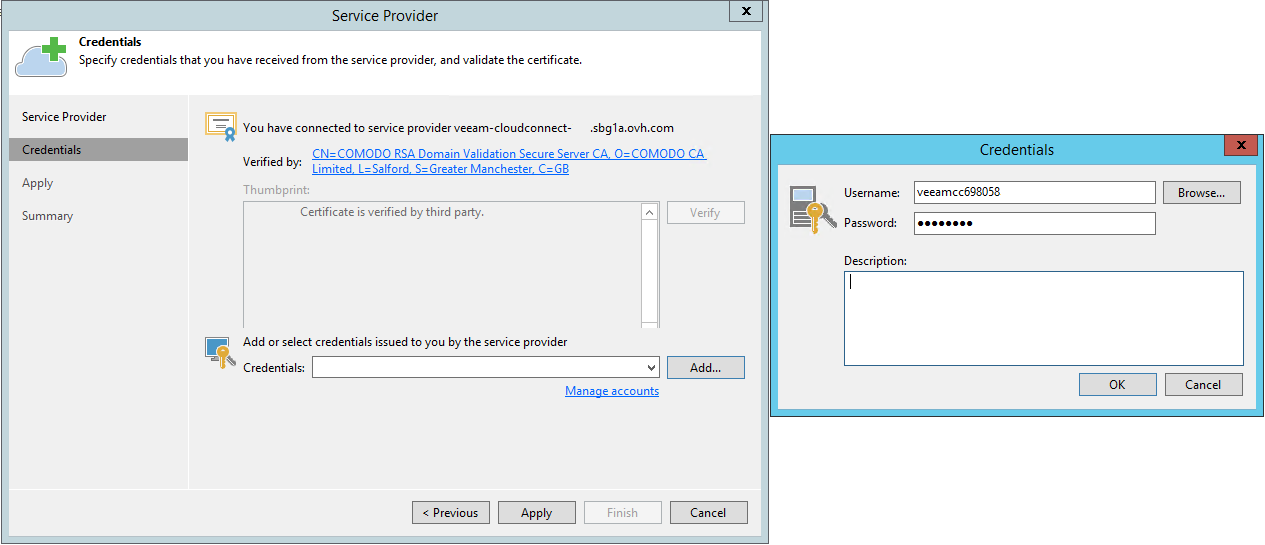 Service Provider
x
Credentials
Specify credentials that you have received from the service provider, and validate the certificate.
Service Provider
Credentials
Apply
Summary
You have connected to service provider veeam-cloudconnect- .sbg1a.ovh.com
Verified by:
CN=COMODO RSA Domain Validation Secure Server CA, O=COMODO CA
Limited, L=Salford, S=Greater Manchester, C=GB
Thumbprint:
Certificate is verified by third party.
Verify
Add or select credentials issued to you by the service provider
Credentials:
Add...
Manage accounts
< Previous
Apply
Finish
Cancel
Credentials
x
Username:
veeamcc698058
Browse...
Password:
●●●●●●●●
Description:
OK
Cancel